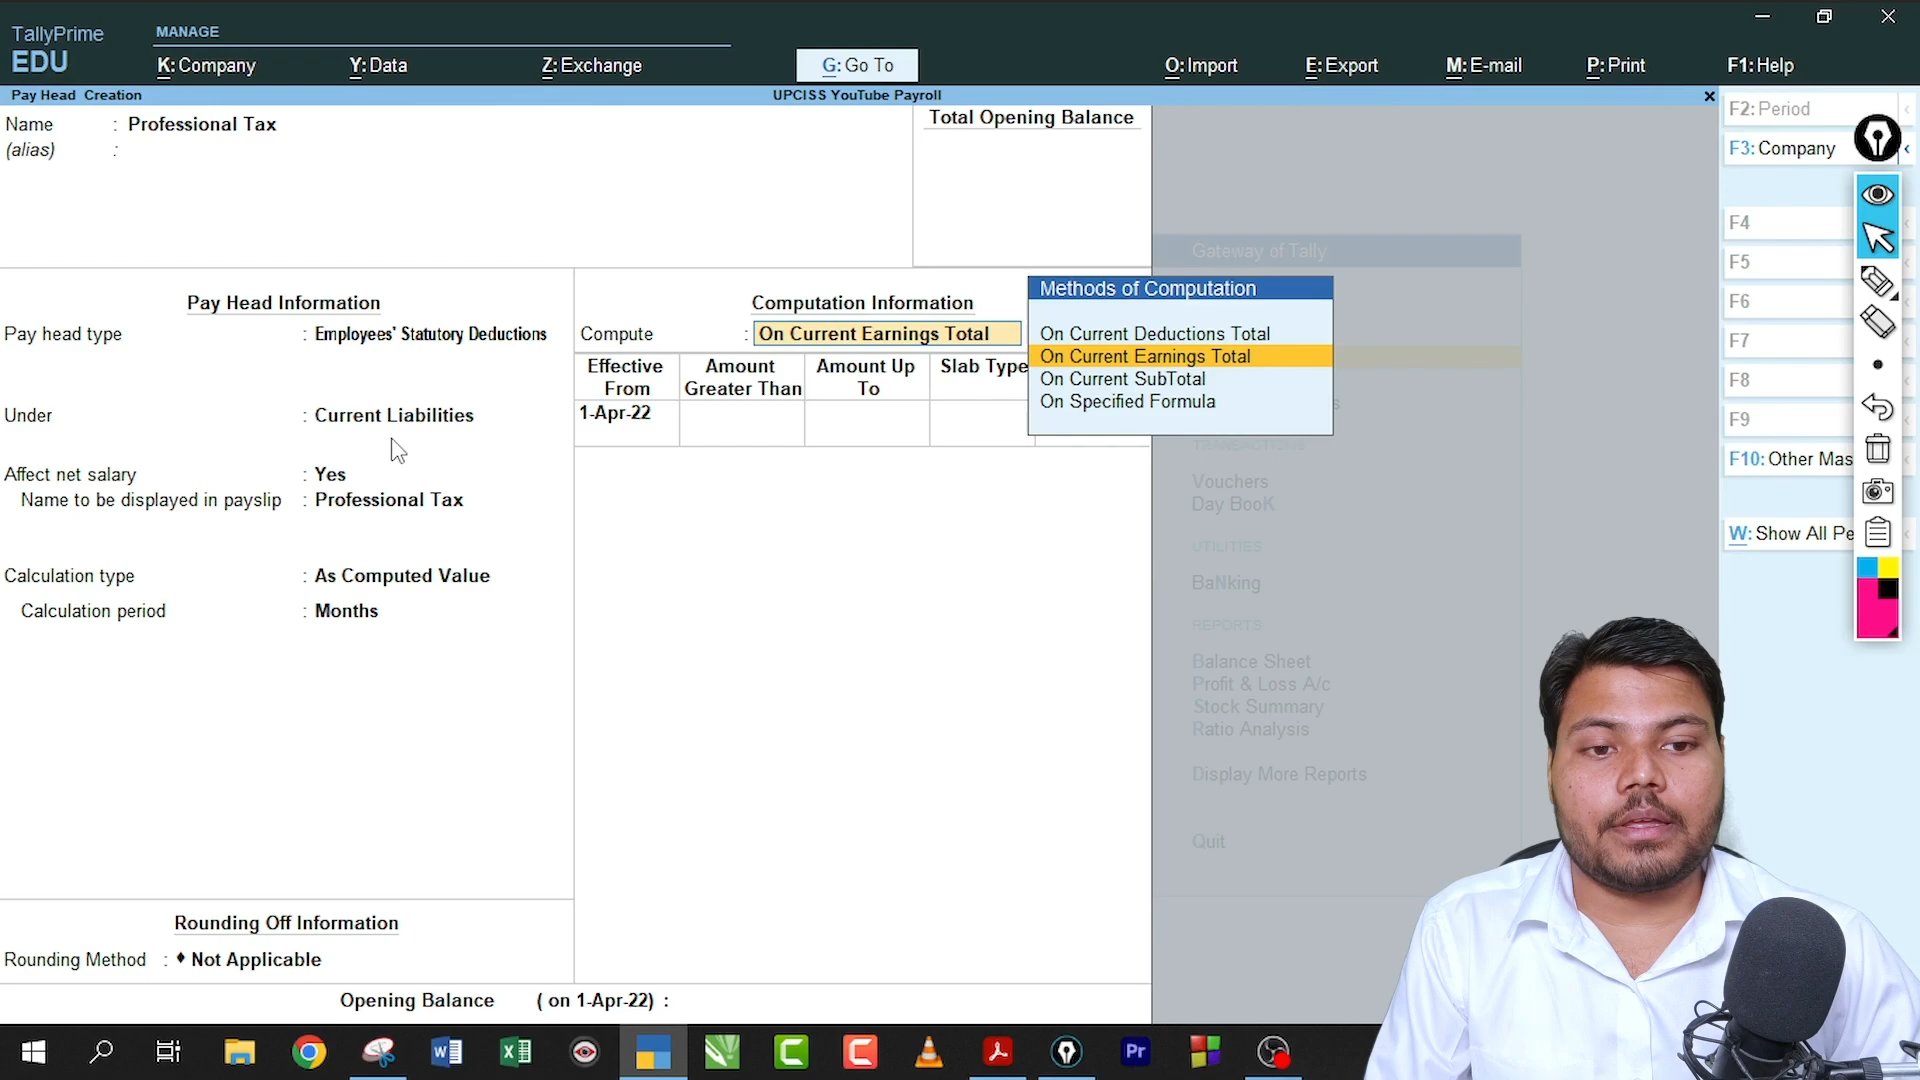 TallyPrime
EDU
MANAGE
K: Company
Y: Data
Z: Exchange
G: Go To
O: Import
E: Export
M: E-mail
P: Print
F1: Help
Pay Head Creation
UPCISS YouTube Payroll
Name : Professional Tax
(alias) :
Total Opening Balance
Pay Head Information
Pay head type : Employees' Statutory Deductions
Under : Current Liabilities
Affect net salary : Yes
Name to be displayed in payslip : Professional Tax
Calculation type : As Computed Value
Calculation period : Months
Computation Information
Compute : On Current Earnings Total
Effective From
Amount Greater Than
Amount Up To
Slab Type
1-Apr-22
Methods of Computation
On Current Deductions Total
On Current Earnings Total
On Current SubTotal
On Specified Formula
Gateway of Tally
TRANSACTIONS
Vouchers
Day BooK
UTILITIES
BaNking
REPORTS
Balance Sheet
Profit & Loss A/c
Stock Summary
Ratio Analysis
Display More Reports
Quit
Rounding Off Information
Rounding Method : ♦ Not Applicable
Opening Balance ( on 1-Apr-22) :
F2: Period
F3: Company
F4
F5
F6
F7
F8
F9
F10: Other Mas
W: Show All Pe
Pr